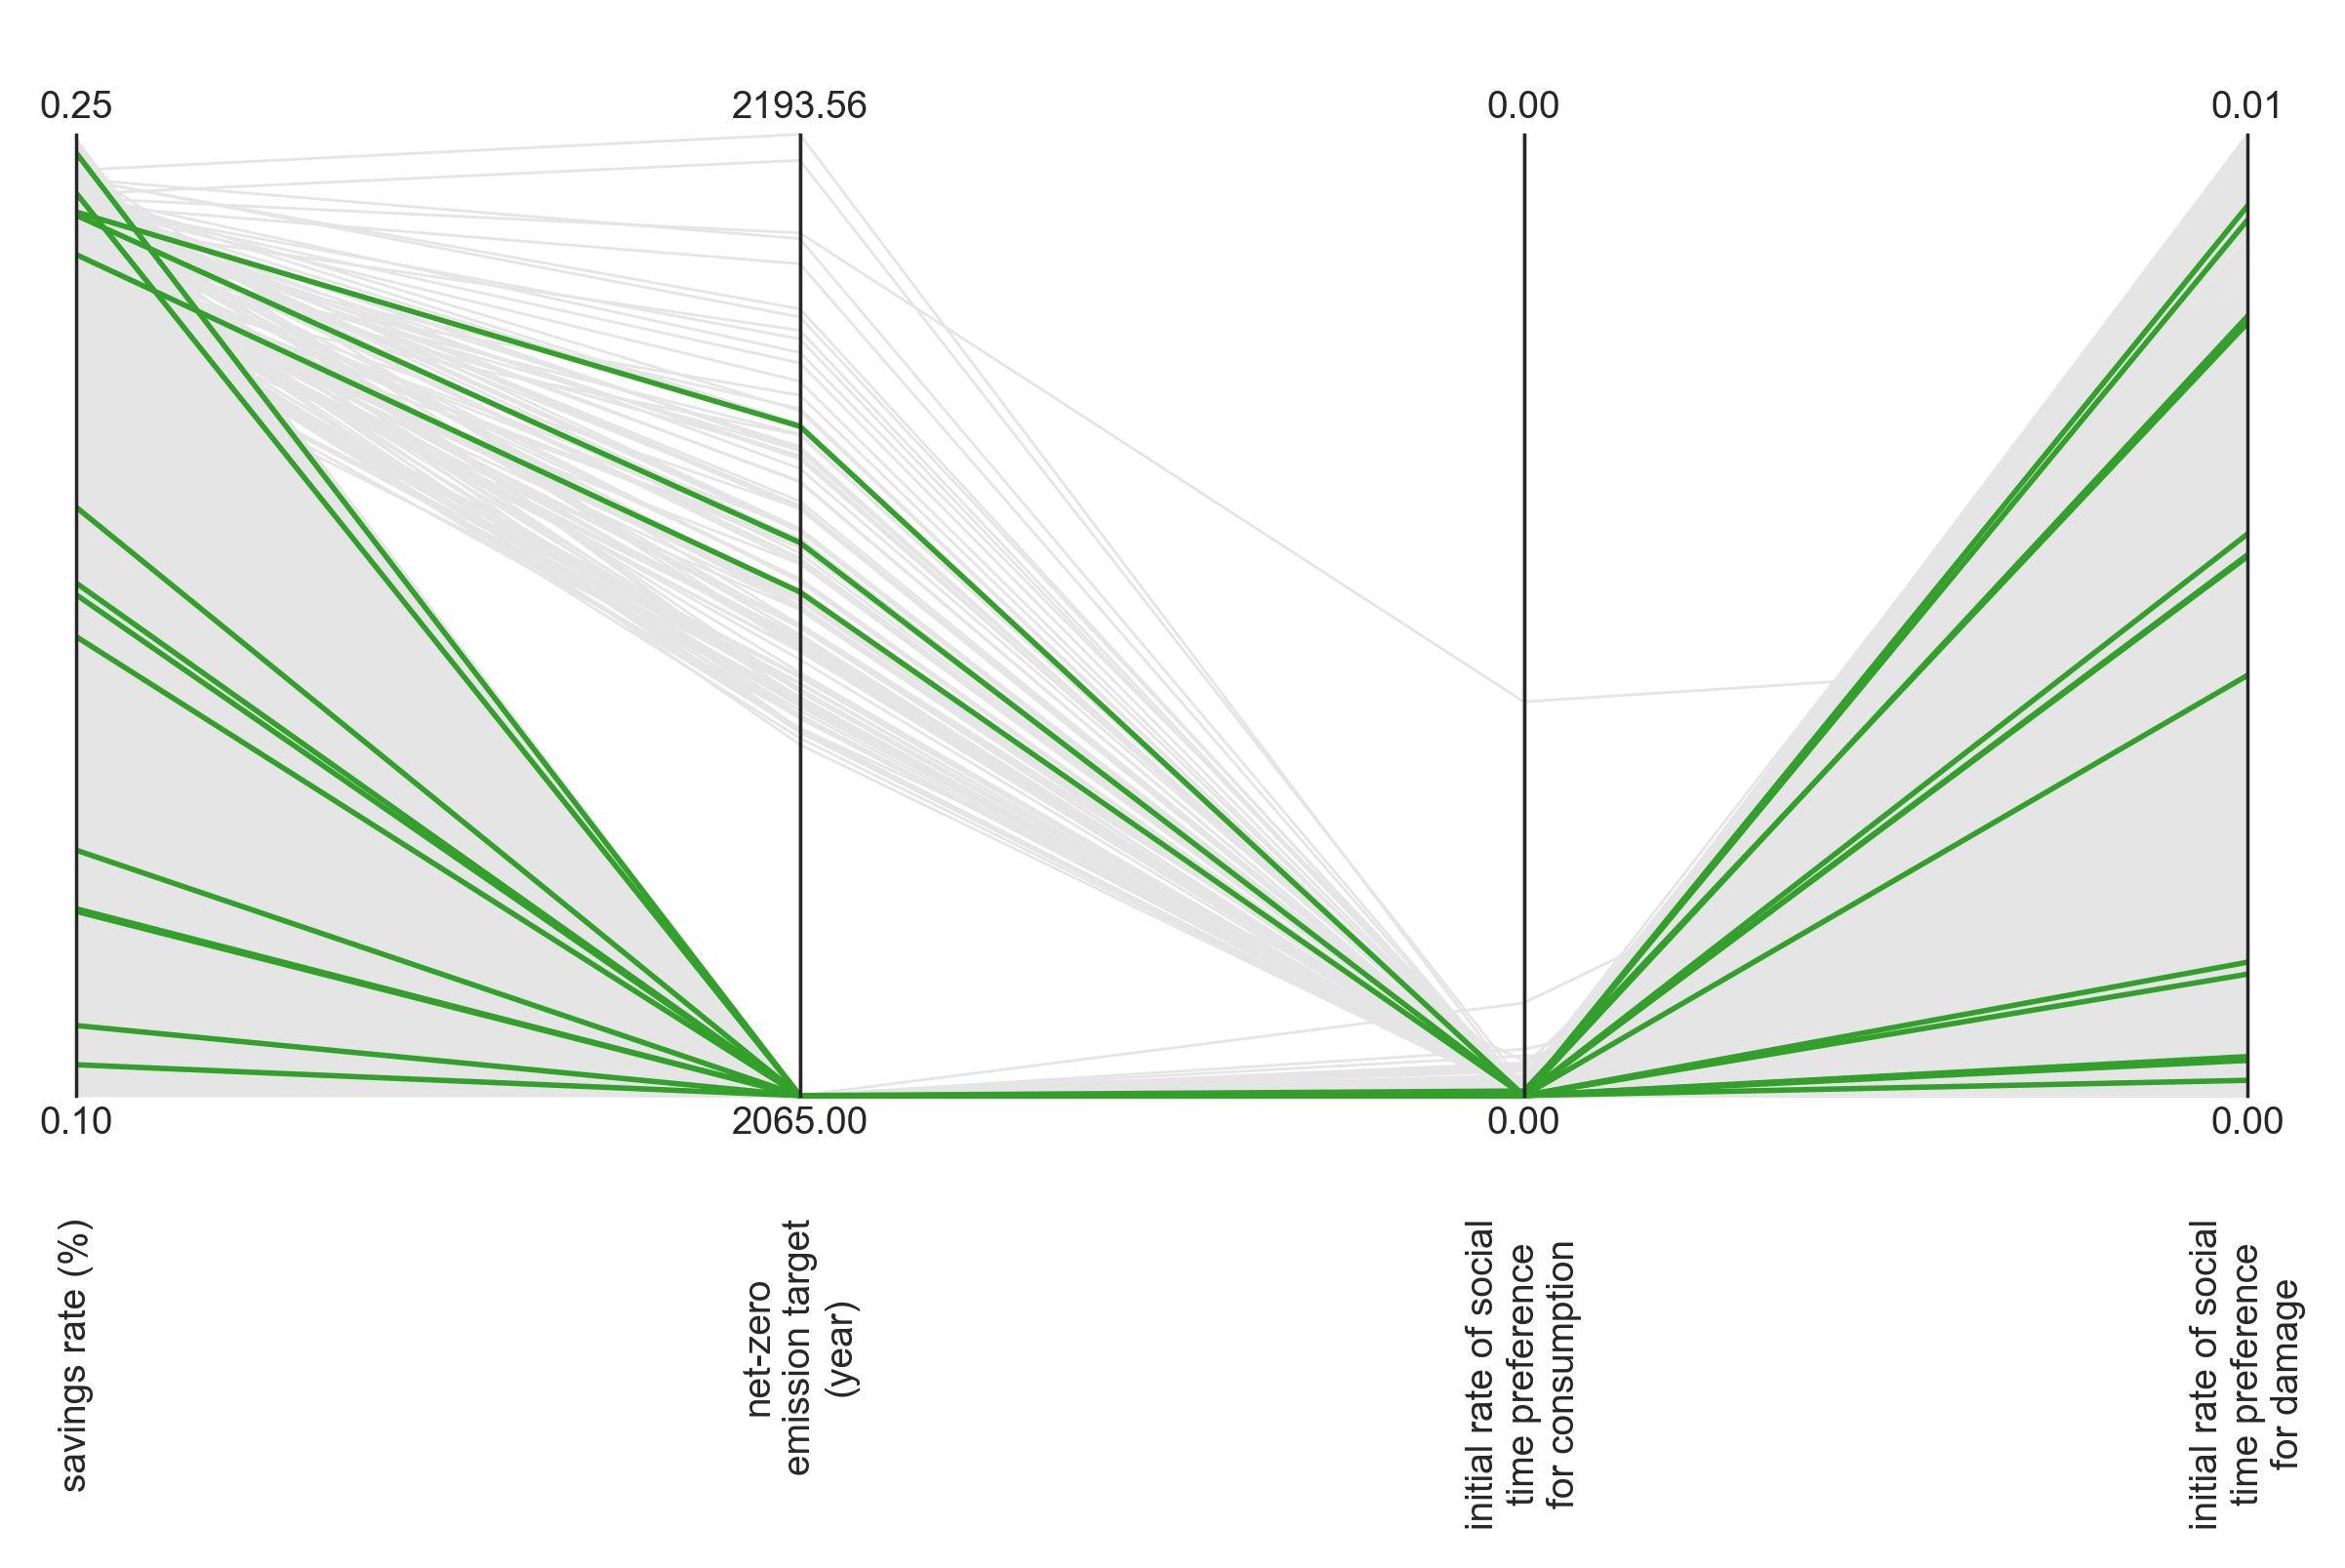 0.25
2193.56
0.00
0.01
0.10
2065.00
0.00
0.00
savings rate (%)
net-zero
emission target
(year)
initial rate of social
time preference
for consumption
initial rate of social
time preference
for damage